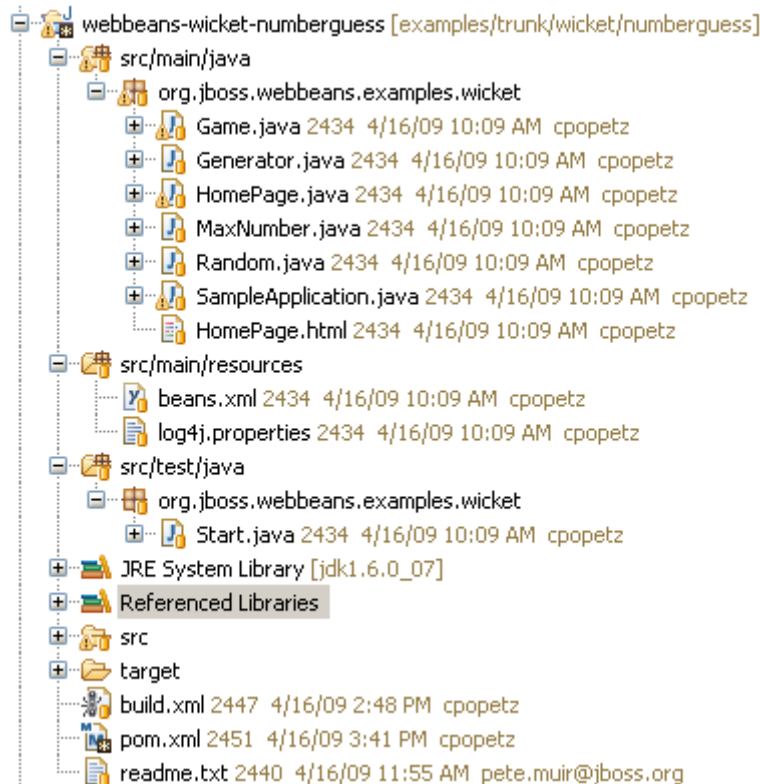 webbeans-wicket-numberguess [examples/trunk/wicket/numberguess]
src/main/java
org.jboss.webbeans.examples.wicket
Game.java 2434 4/16/09 10:09 AM cpopetz
Generator.java 2434 4/16/09 10:09 AM cpopetz
HomePage.java 2434 4/16/09 10:09 AM cpopetz
MaxNumber.java 2434 4/16/09 10:09 AM cpopetz
Random.java 2434 4/16/09 10:09 AM cpopetz
SampleApplication.java 2434 4/16/09 10:09 AM cpopetz
HomePage.html 2434 4/16/09 10:09 AM cpopetz
src/main/resources
beans.xml 2434 4/16/09 10:09 AM cpopetz
log4j.properties 2434 4/16/09 10:09 AM cpopetz
src/test/java
org.jboss.webbeans.examples.wicket
Start.java 2434 4/16/09 10:09 AM cpopetz
JRE System Library [jdk1.6.0_07]
Referenced Libraries
src
target
build.xml 2447 4/16/09 2:48 PM cpopetz
pom.xml 2451 4/16/09 3:41 PM cpopetz
readme.txt 2440 4/16/09 11:55 AM pete.muir@jboss.org